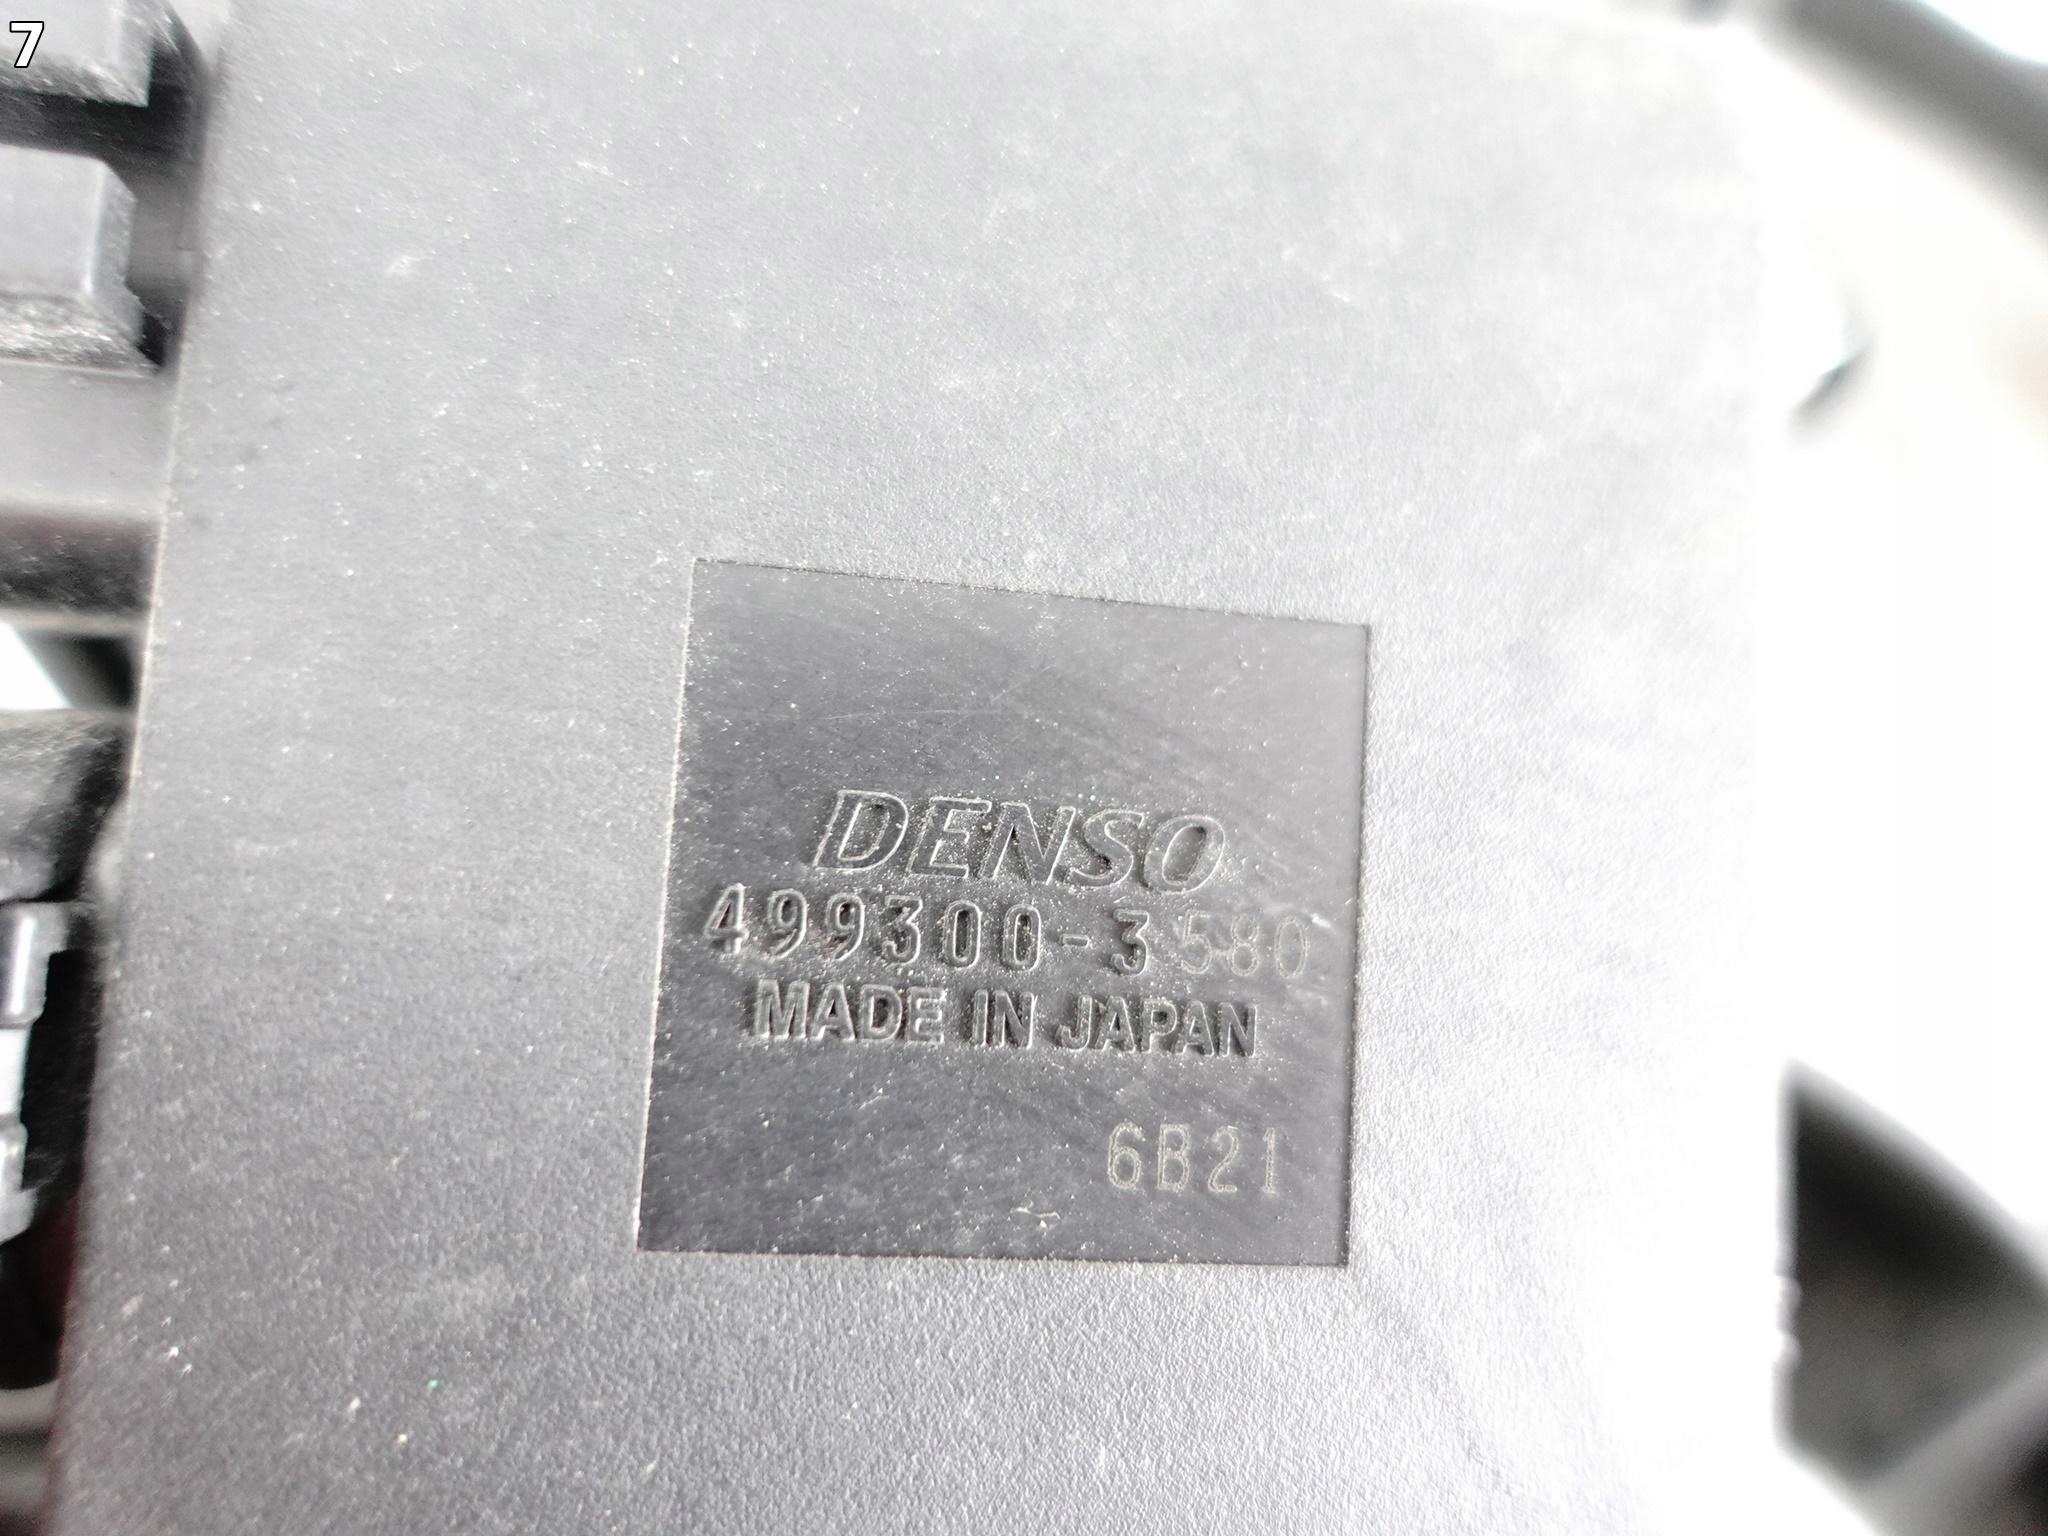 7
DENSO
499300-3580
MADE IN JAPAN
6B21